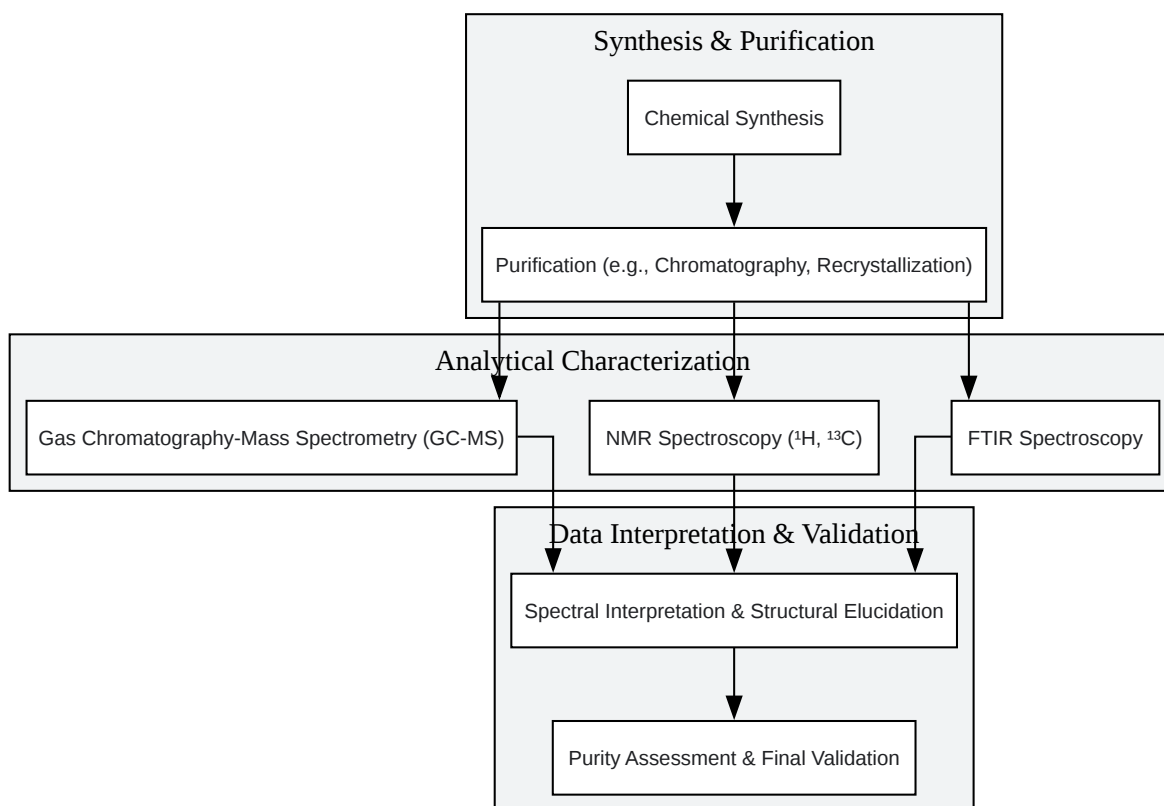 Synthesis & Purification
Chemical Synthesis
Purification (e.g., Chromatography, Recrystallization)
Analytical Characterization
Gas Chromatography-Mass Spectrometry (GC-MS)
NMR Spectroscopy (¹H, ¹³C)
FTIR Spectroscopy
Data Interpretation & Validation
Spectral Interpretation & Structural Elucidation
Purity Assessment & Final Validation